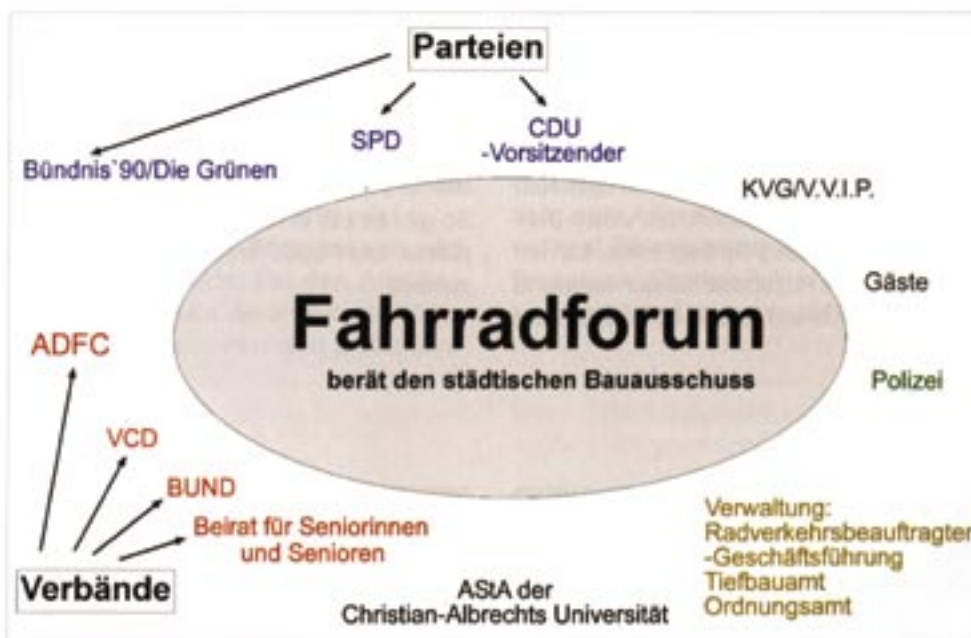 Parteien
SPD
CDU
-Vorsitzender
Bündnis`90/Die Grünen
KVG/V.V.I.P.
Gäste
Fahrradforum
berät den städtischen Bauausschuss
ADFC
Polizei
VCD
BUND
Beirat für Seniorinnen
und Senioren
Verbände
AStA der
Christian-Albrechts Universität
Verwaltung:
Radverkehrsbeauftragter
-Geschäftsführung
Tiefbauamt
Ordnungsamt